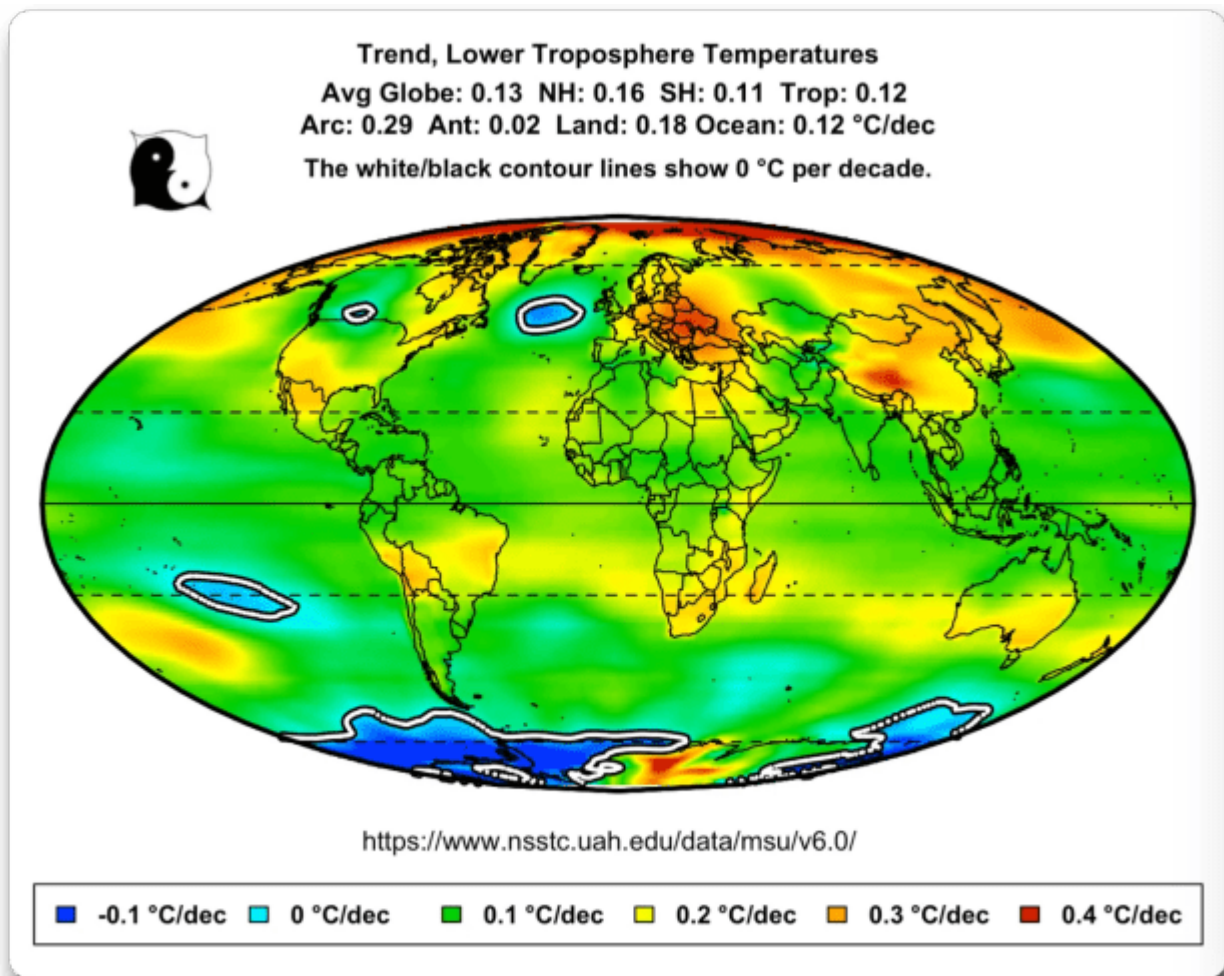 Trend, Lower Troposphere Temperatures
Avg Globe: 0.13 NH: 0.16 SH: 0.11 Trop: 0.12
Arc: 0.29 Ant: 0.02 Land: 0.18 Ocean: 0.12 °C/dec
The white/black contour lines show 0 °C per decade.
https://www.nsstc.uah.edu/data/msu/v6.0/
-0.1 °C/dec 0 °C/dec 0.1 °C/dec 0.2 °C/dec 0.3 °C/dec 0.4 °C/dec